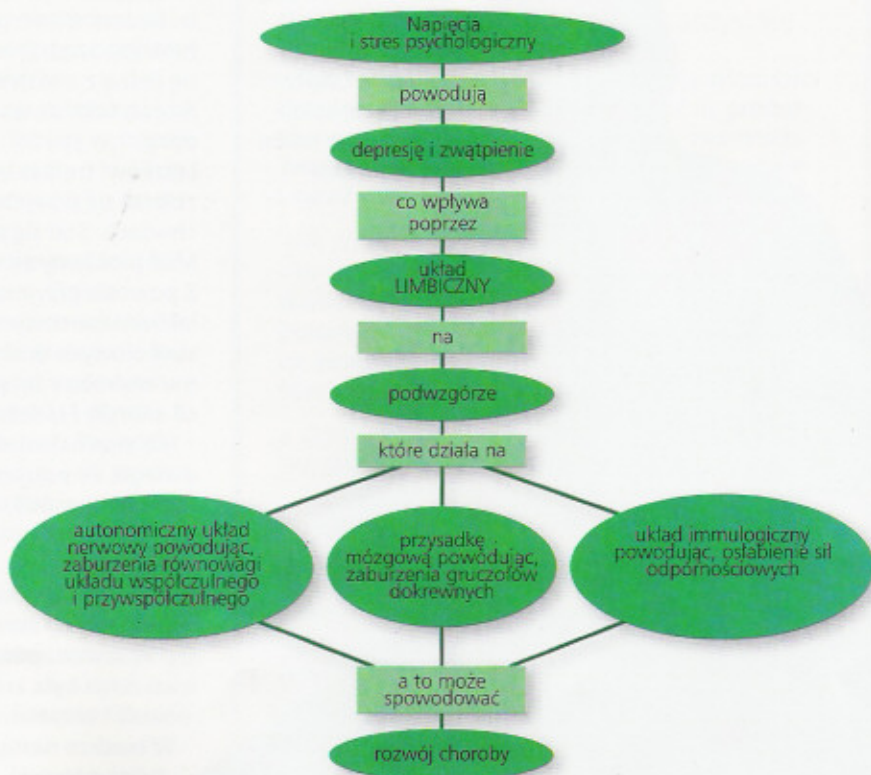 Napięcia
i stres psychologiczny
powodują
depresję i zwątpienie
co wpływa
poprzez
układ
LIMBICZNY
na
podwzgórze
które działa na
autonomiczny układ
nerwowy powodując,
zaburzenia równowagi
układu współczulnego
i przywspółczulnego
przysadkę
mózgową powodując,
zaburzenia gruczołów
dokrewnych
układ immulogiczny
powodując, osłabienie sił
odpornościowych
a to może
spowodować
rozwój choroby